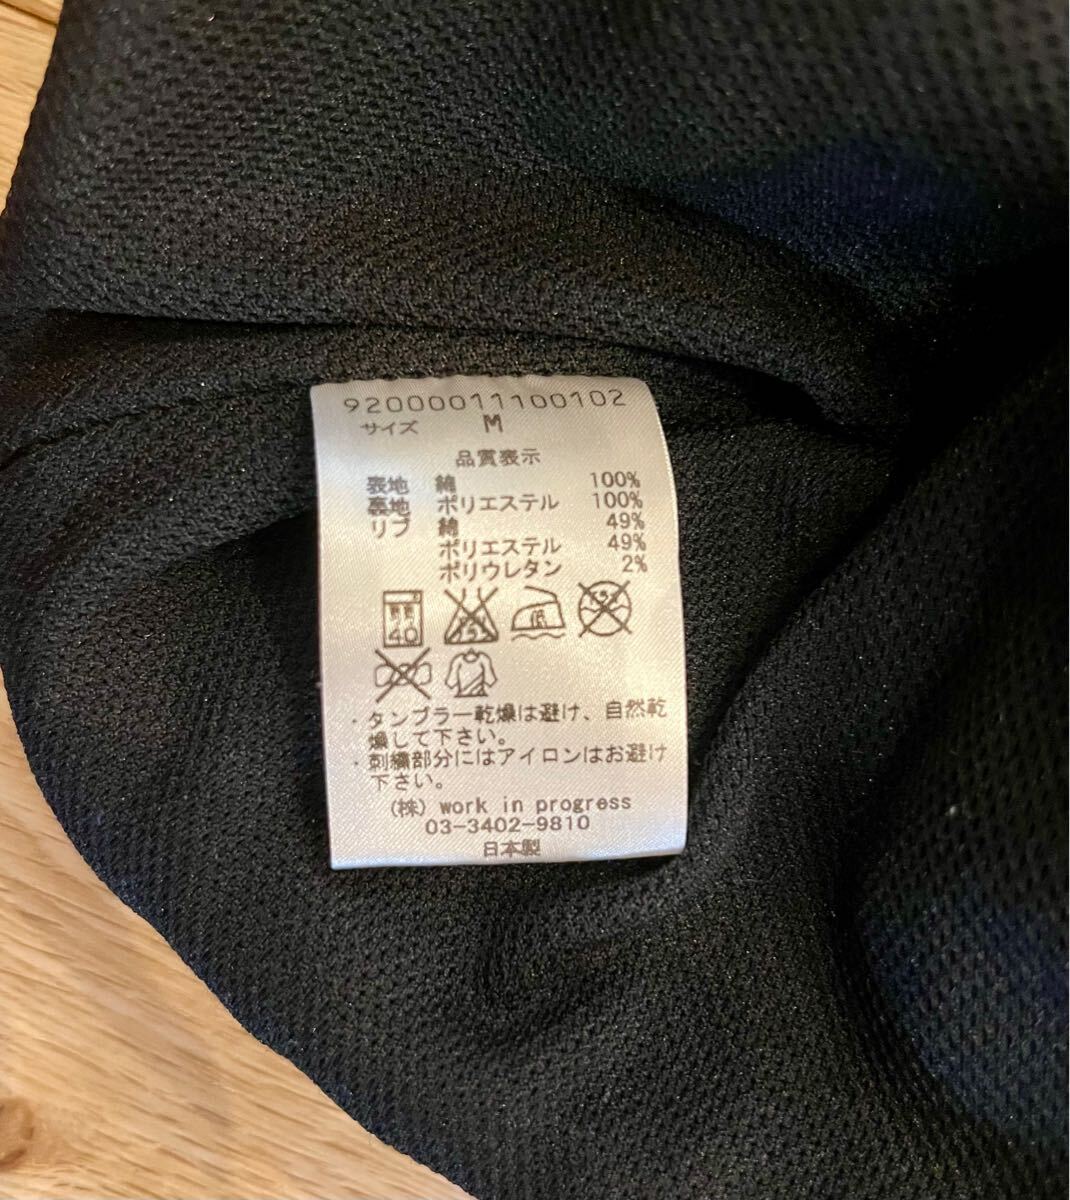 92000011100102
サイズ M
品質表示
表地 綿 100%
裏地 ポリエステル 100%
リブ 綿 49%
ポリエステル 49%
ポリウレタン 2%
40 低
・タンブラー乾燥は避け、自然乾
燥して下さい。
・刺繍部分にはアイロンはお避け
下さい。
(株) work in progress
03-3402-9810
日本製